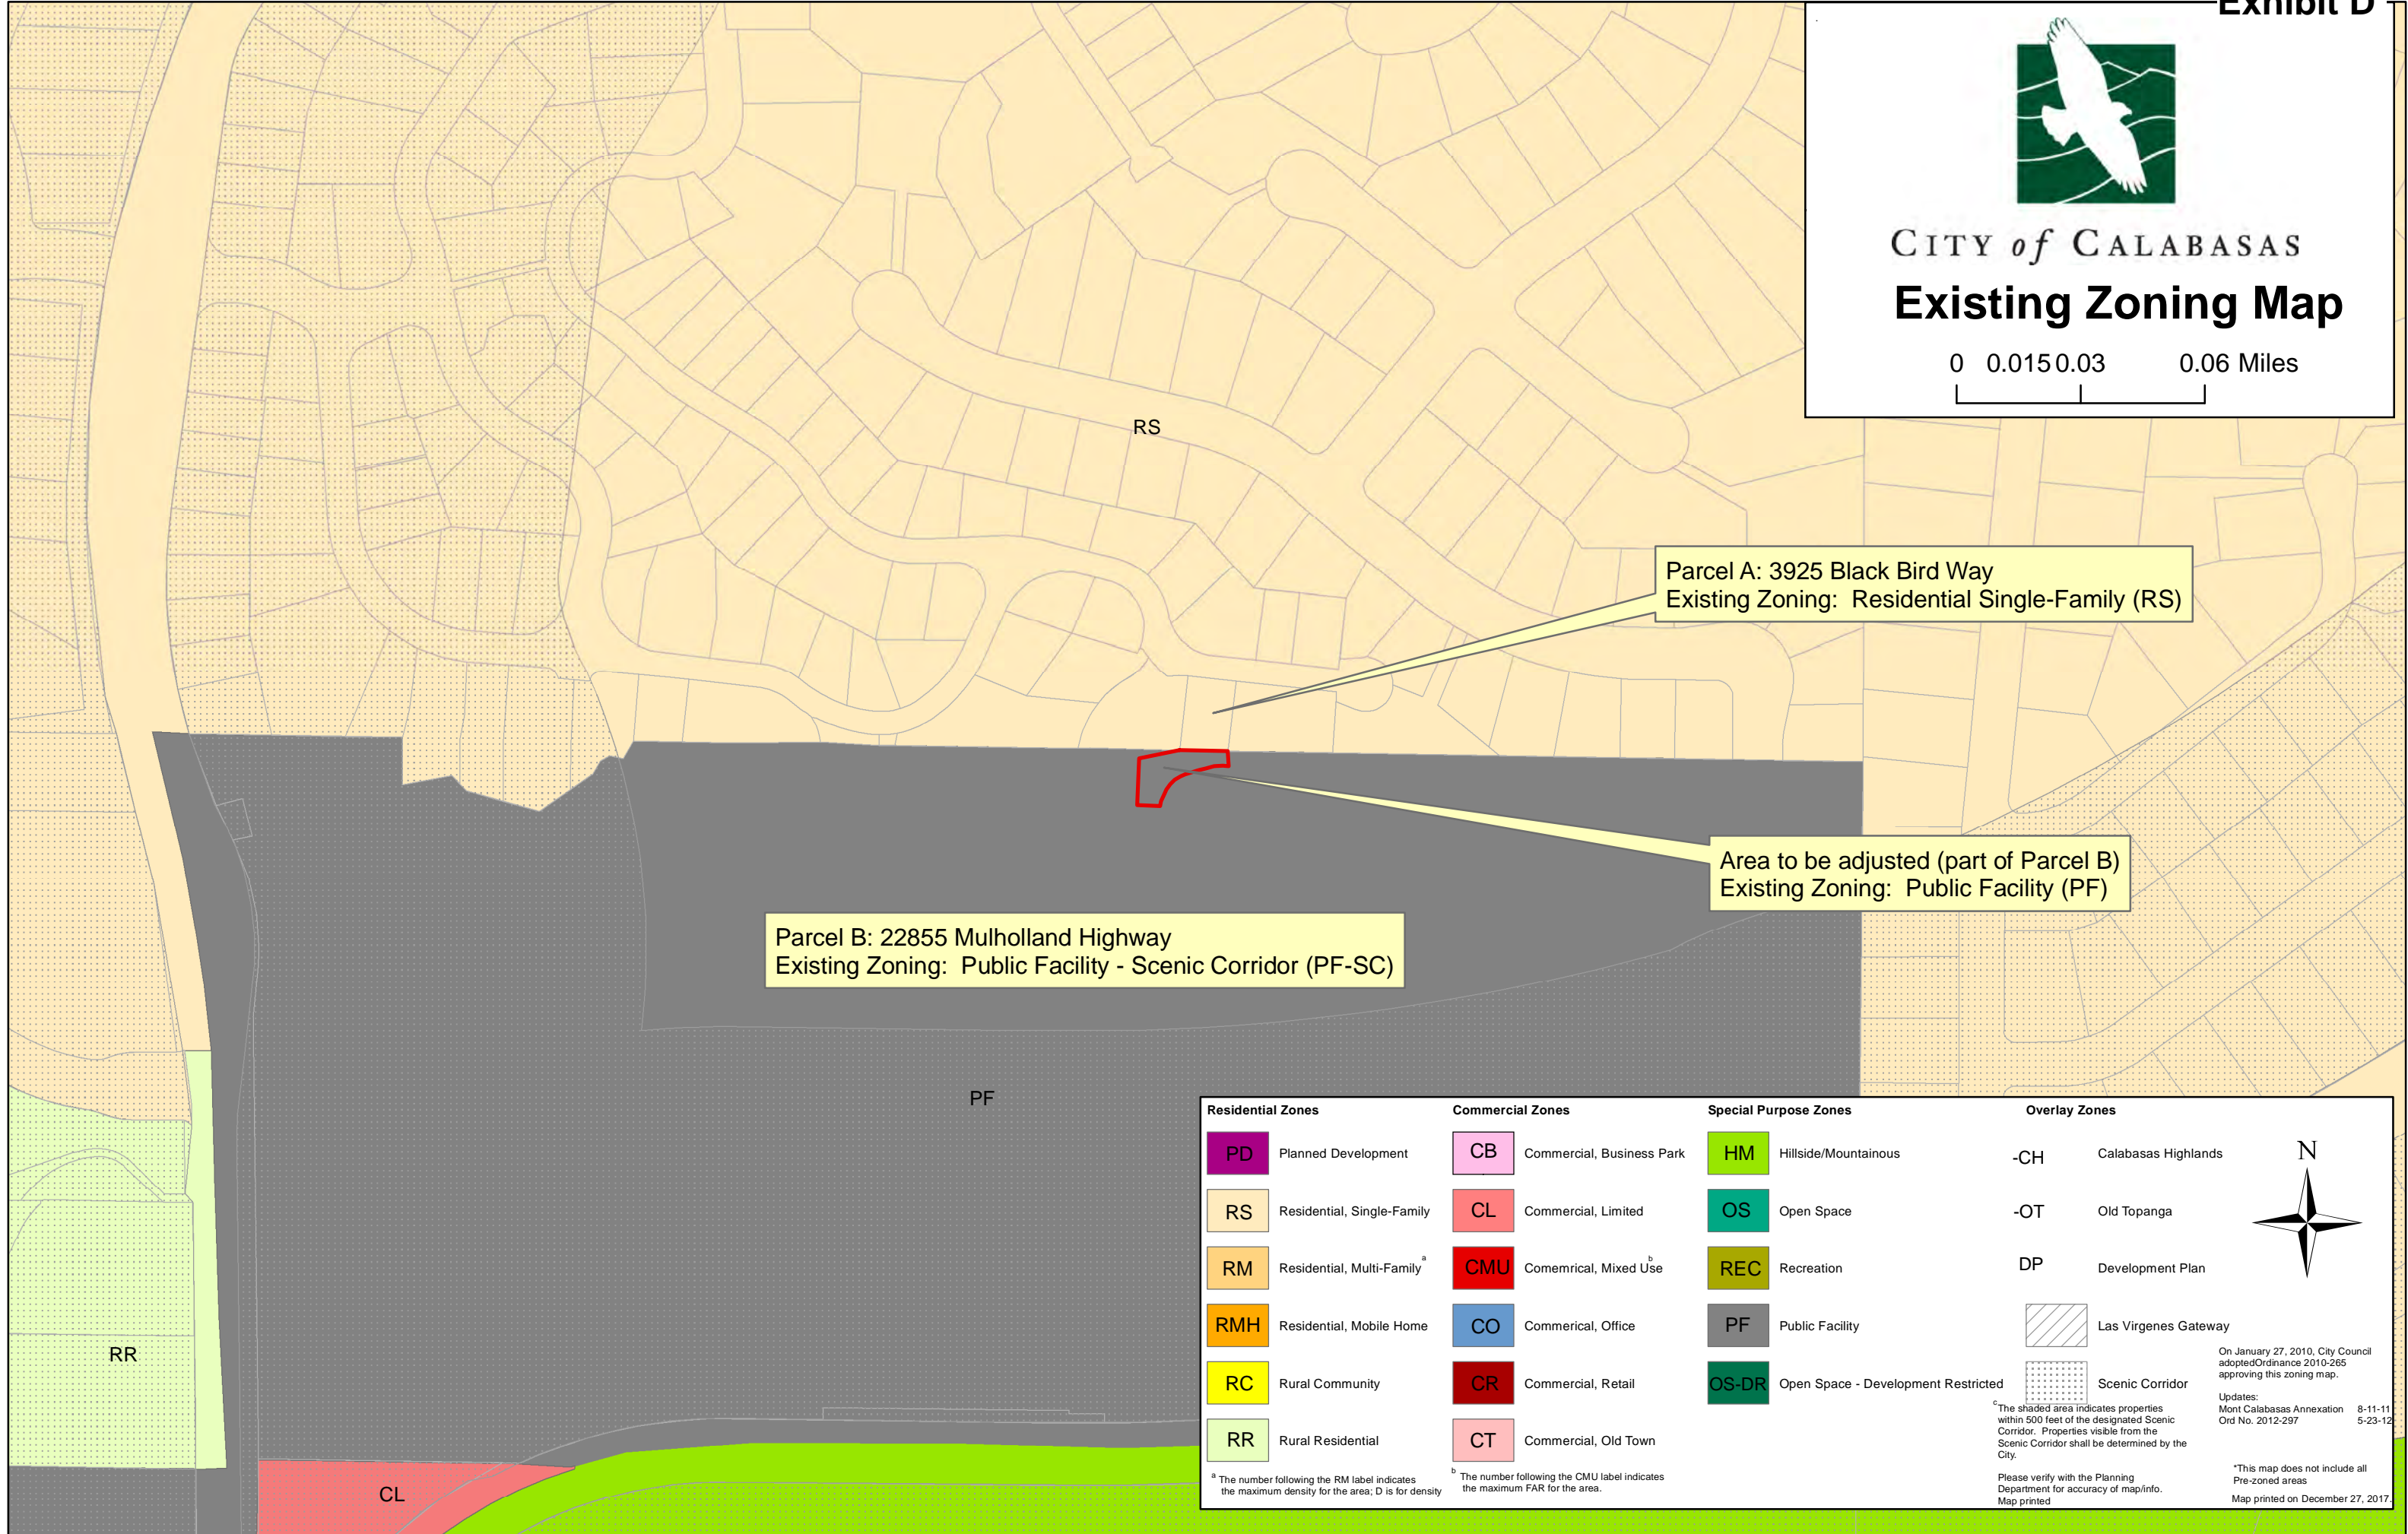 Exhibit D
CITY of CALABASAS
Existing Zoning Map
0 0.015 0.03 0.06 Miles
RS
Parcel A: 3925 Black Bird Way
Existing Zoning: Residential Single-Family (RS)
Area to be adjusted (part of Parcel B)
Existing Zoning: Public Facility (PF)
Parcel B: 22855 Mulholland Highway
Existing Zoning: Public Facility - Scenic Corridor (PF-SC)
PF
RR
CL
Residential Zones
PD Planned Development
RS Residential, Single-Family
RM Residential, Multi-Family a
RMH Residential, Mobile Home
RC Rural Community
RR Rural Residential
a The number following the RM label indicates
the maximum density for the area; D is for density
Commercial Zones
CB Commercial, Business Park
CL Commercial, Limited
CMU Comemrical, Mixed Use b
CO Commerical, Office
CR Commercial, Retail
CT Commercial, Old Town
b The number following the CMU label indicates
the maximum FAR for the area.
Special Purpose Zones
HM Hillside/Mountainous
OS Open Space
REC Recreation
PF Public Facility
OS-DR Open Space - Development Restricted
Overlay Zones
-CH Calabasas Highlands
-OT Old Topanga
DP Development Plan
Las Virgenes Gateway
Scenic Corridor
c The shaded area indicates properties
within 500 feet of the designated Scenic
Corridor. Properties visible from the
Scenic Corridor shall be determined by the
City.
Please verify with the Planning
Department for accuracy of map/info.
Map printed
N
On January 27, 2010, City Council
adoptedOrdinance 2010-265
approving this zoning map.
Updates:
Mont Calabasas Annexation 8-11-11
Ord No. 2012-297 5-23-12
*This map does not include all
Pre-zoned areas
Map printed on December 27, 2017.